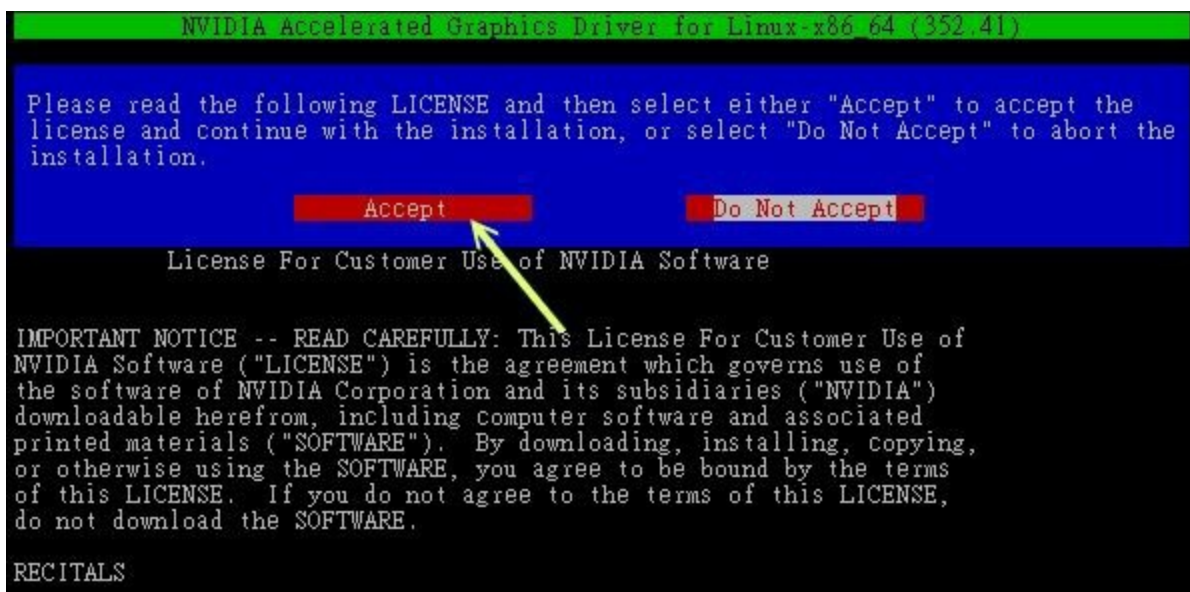 NVIDIA Accelerated Graphics Driver for Linux-x86_64 (352.41)
Please read the following LICENSE and then select either "Accept" to accept the
license and continue with the installation, or select "Do Not Accept" to abort the
installation.
Accept Do Not Accept
License For Customer Use of NVIDIA Software
IMPORTANT NOTICE -- READ CAREFULLY: This License For Customer Use of
NVIDIA Software ("LICENSE") is the agreement which governs use of
the software of NVIDIA Corporation and its subsidiaries ("NVIDIA")
downloadable herefrom, including computer software and associated
printed materials ("SOFTWARE").  By downloading, installing, copying,
or otherwise using the SOFTWARE, you agree to be bound by the terms
of this LICENSE.  If you do not agree to the terms of this LICENSE,
do not download the SOFTWARE.
RECITALS